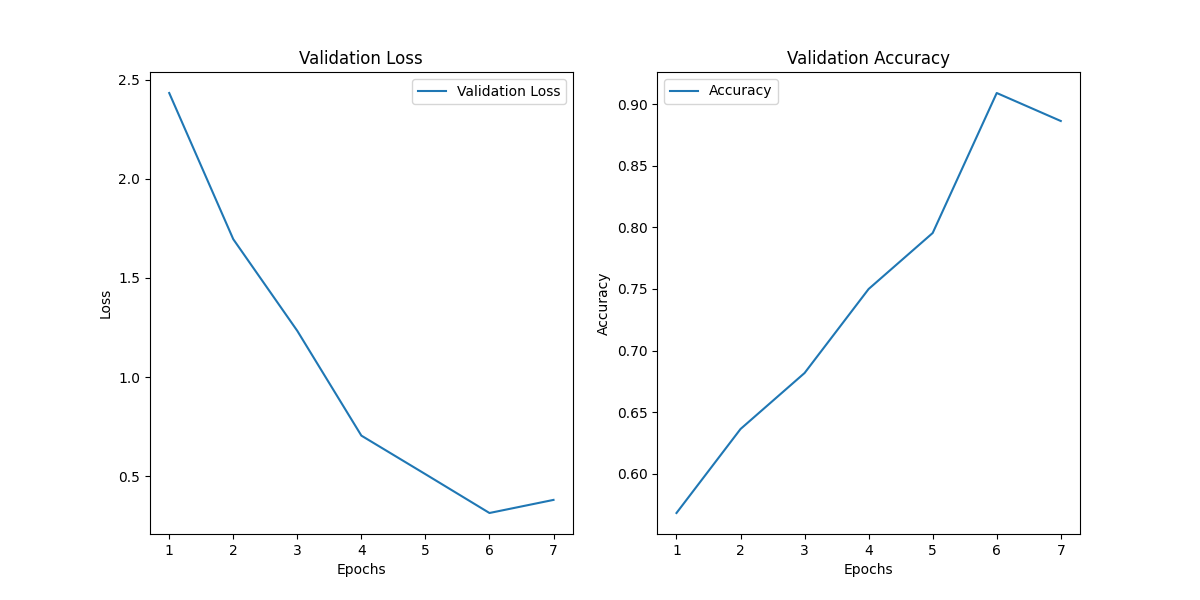 Validation Loss
Validation Loss
2.5
2.0
1.5
1.0
0.5
Loss
1 2 3 4 5 6 7
Epochs
Validation Accuracy
Accuracy
0.90
0.85
0.80
0.75
0.70
0.65
0.60
Accuracy
1 2 3 4 5 6 7
Epochs